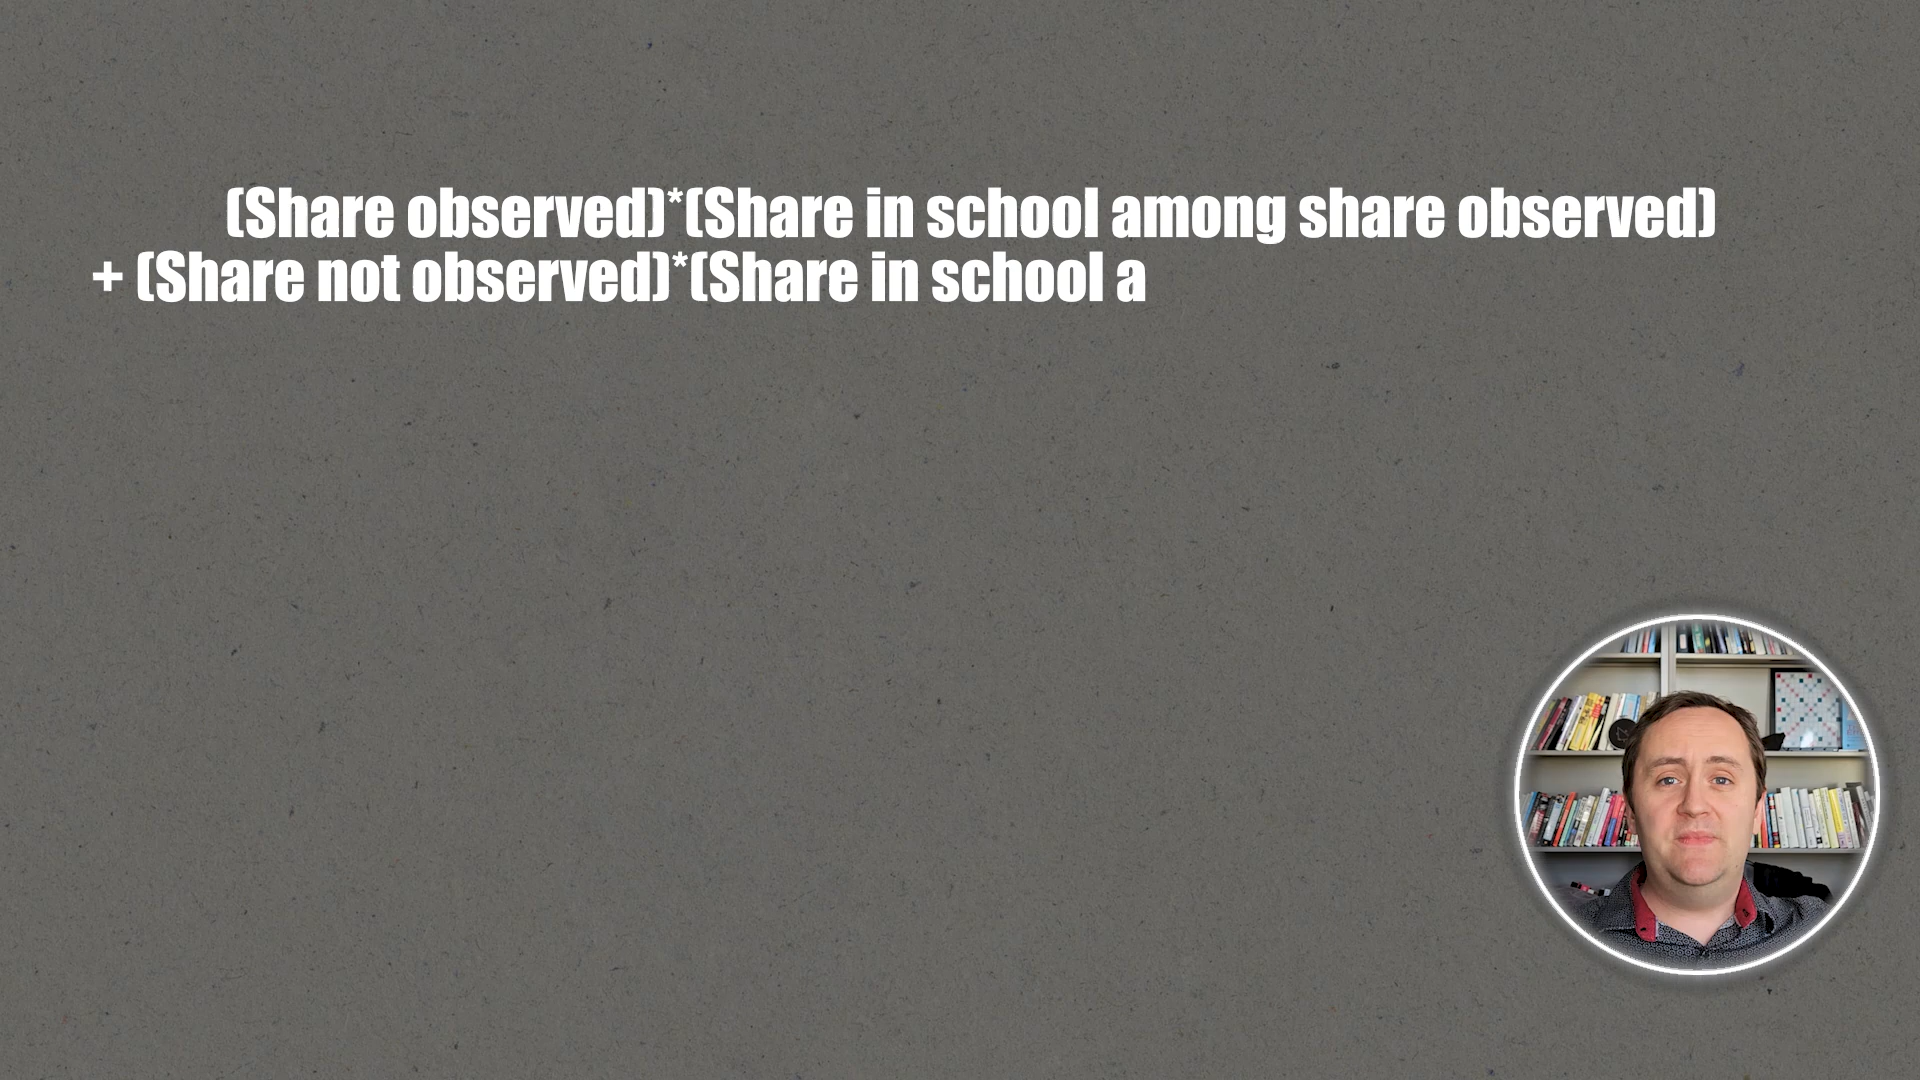 (Share observed)*(Share in school among share observed)
+ (Share not observed)*(Share in school a